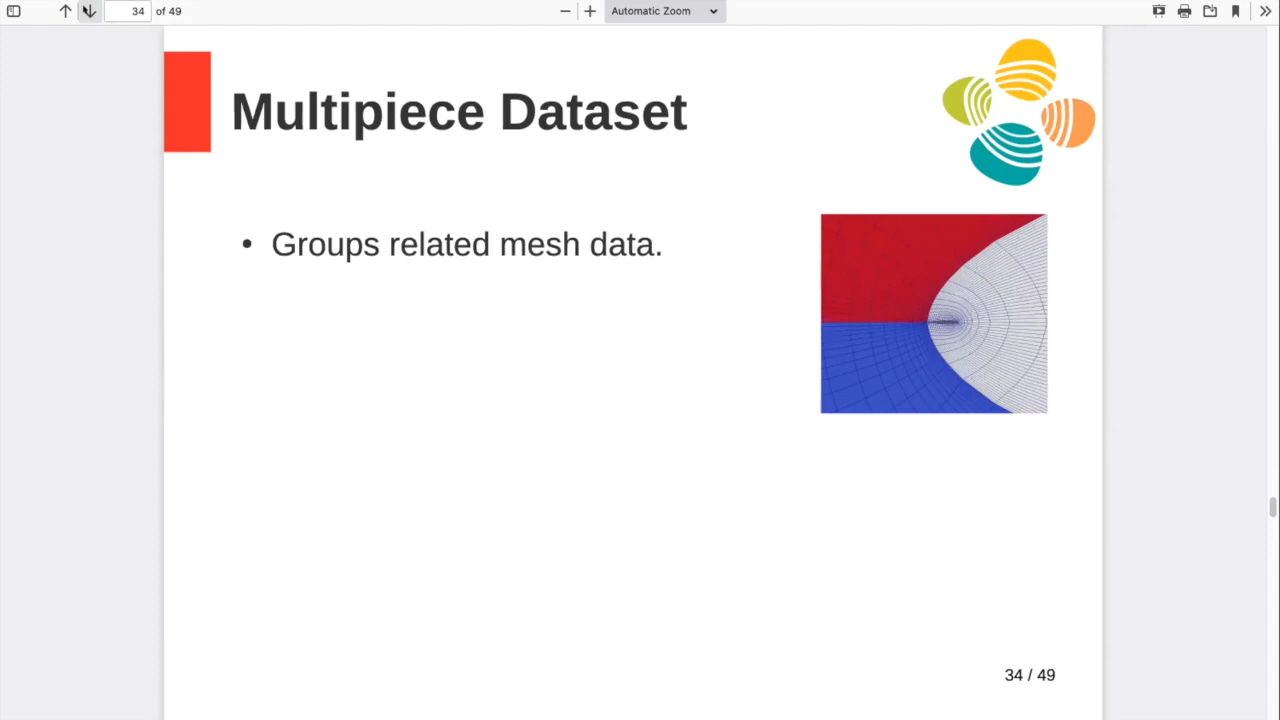 34 of 49 Automatic Zoom
Multipiece Dataset
• Groups related mesh data.
34 / 49